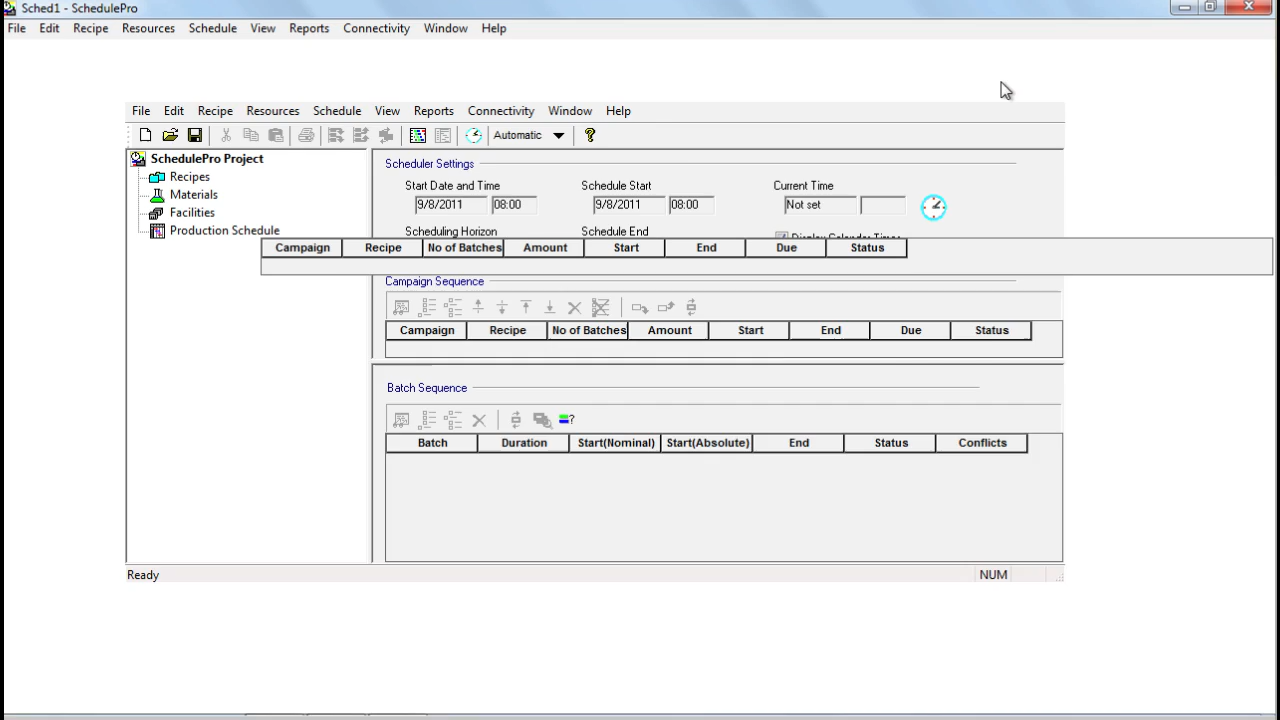 Sched1 - SchedulePro
File Edit Recipe Resources Schedule View Reports Connectivity Window Help
File Edit Recipe Resources Schedule View Reports Connectivity Window Help
Automatic
SchedulePro Project
Recipes
Materials
Facilities
Production Schedule
Scheduler Settings
Start Date and Time Schedule Start Current Time
9/8/2011 08:00 9/8/2011 08:00 Not set
Scheduling Horizon Schedule End Display Calendar Time
Campaign Recipe No of Batches Amount Start End Due Status
Campaign Sequence
Campaign Recipe No of Batches Amount Start End Due Status
Batch Sequence
Batch Duration Start(Nominal) Start(Absolute) End Status Conflicts
Ready NUM